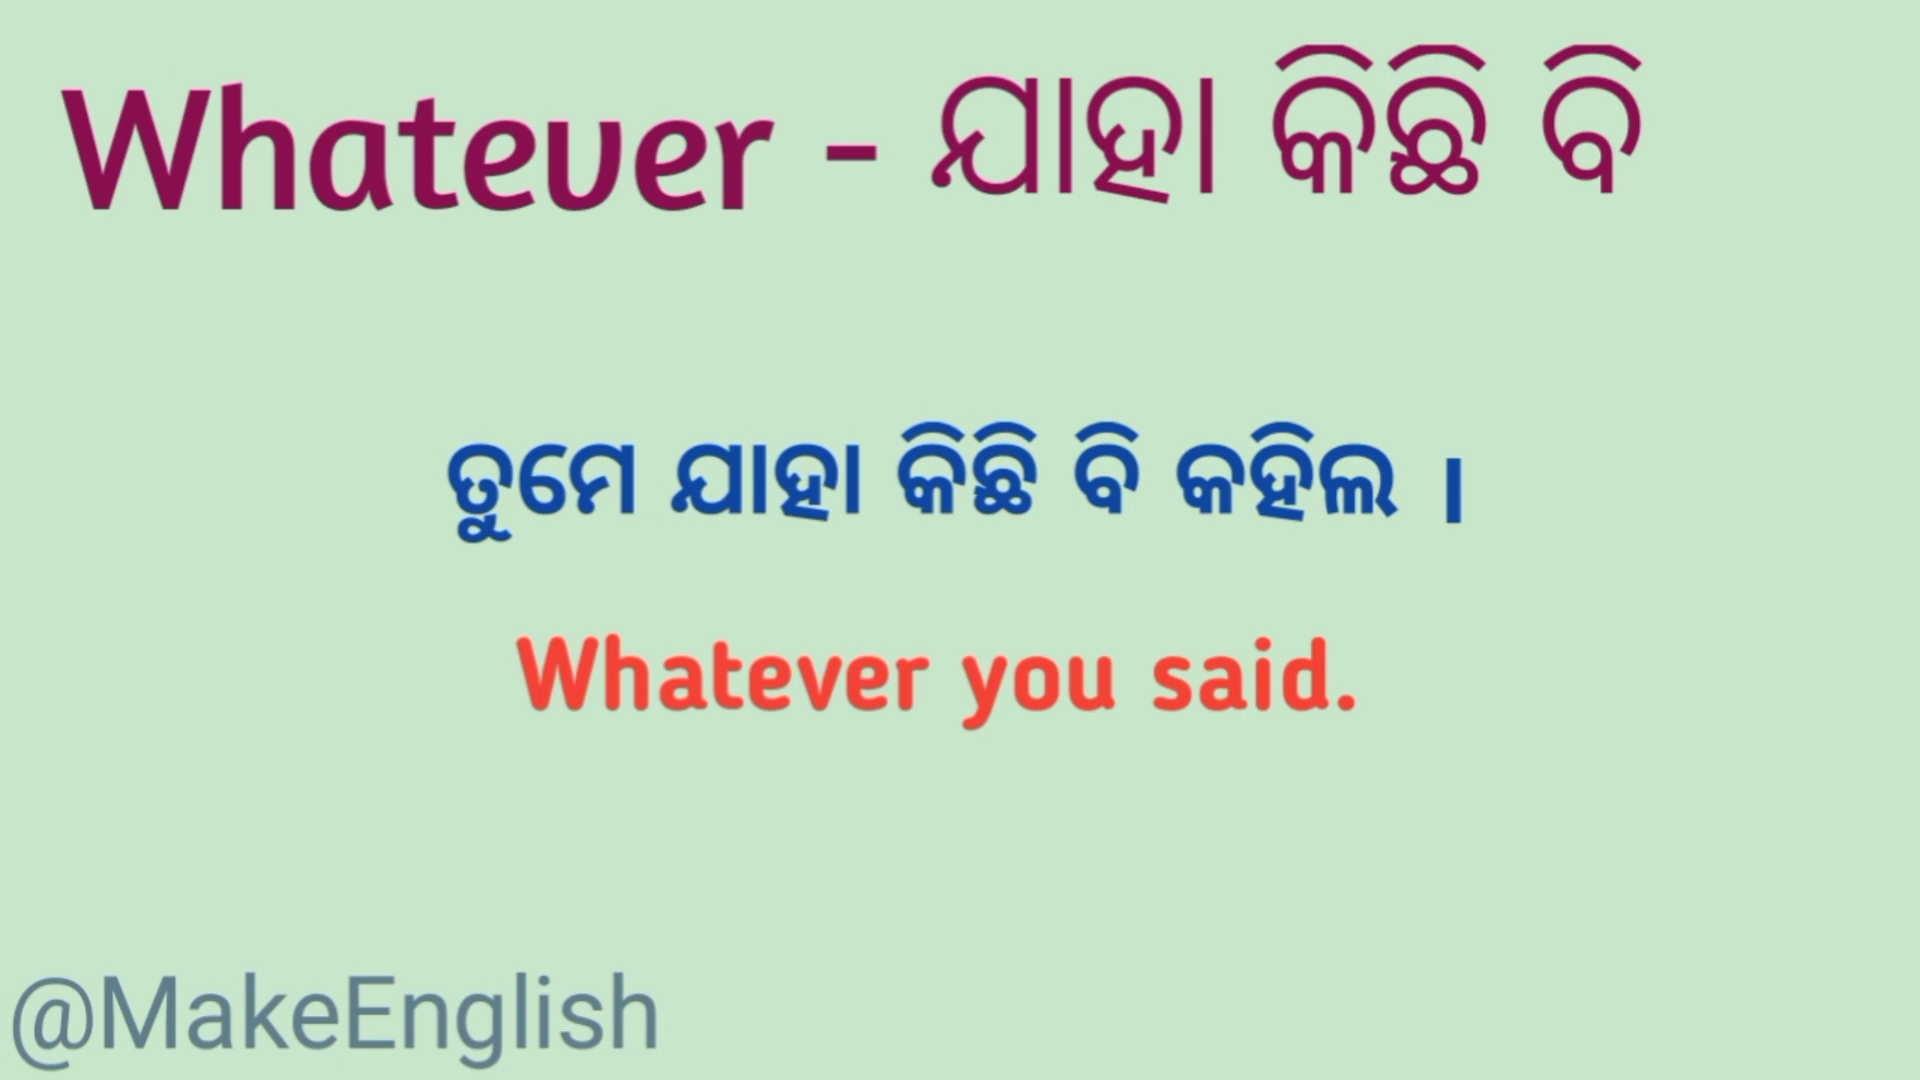 Whatever - ଯାହା କିଛି ବି
ତୁମେ ଯାହା କିଛି ବି କହିଲ ।
Whatever you said.
@MakeEnglish